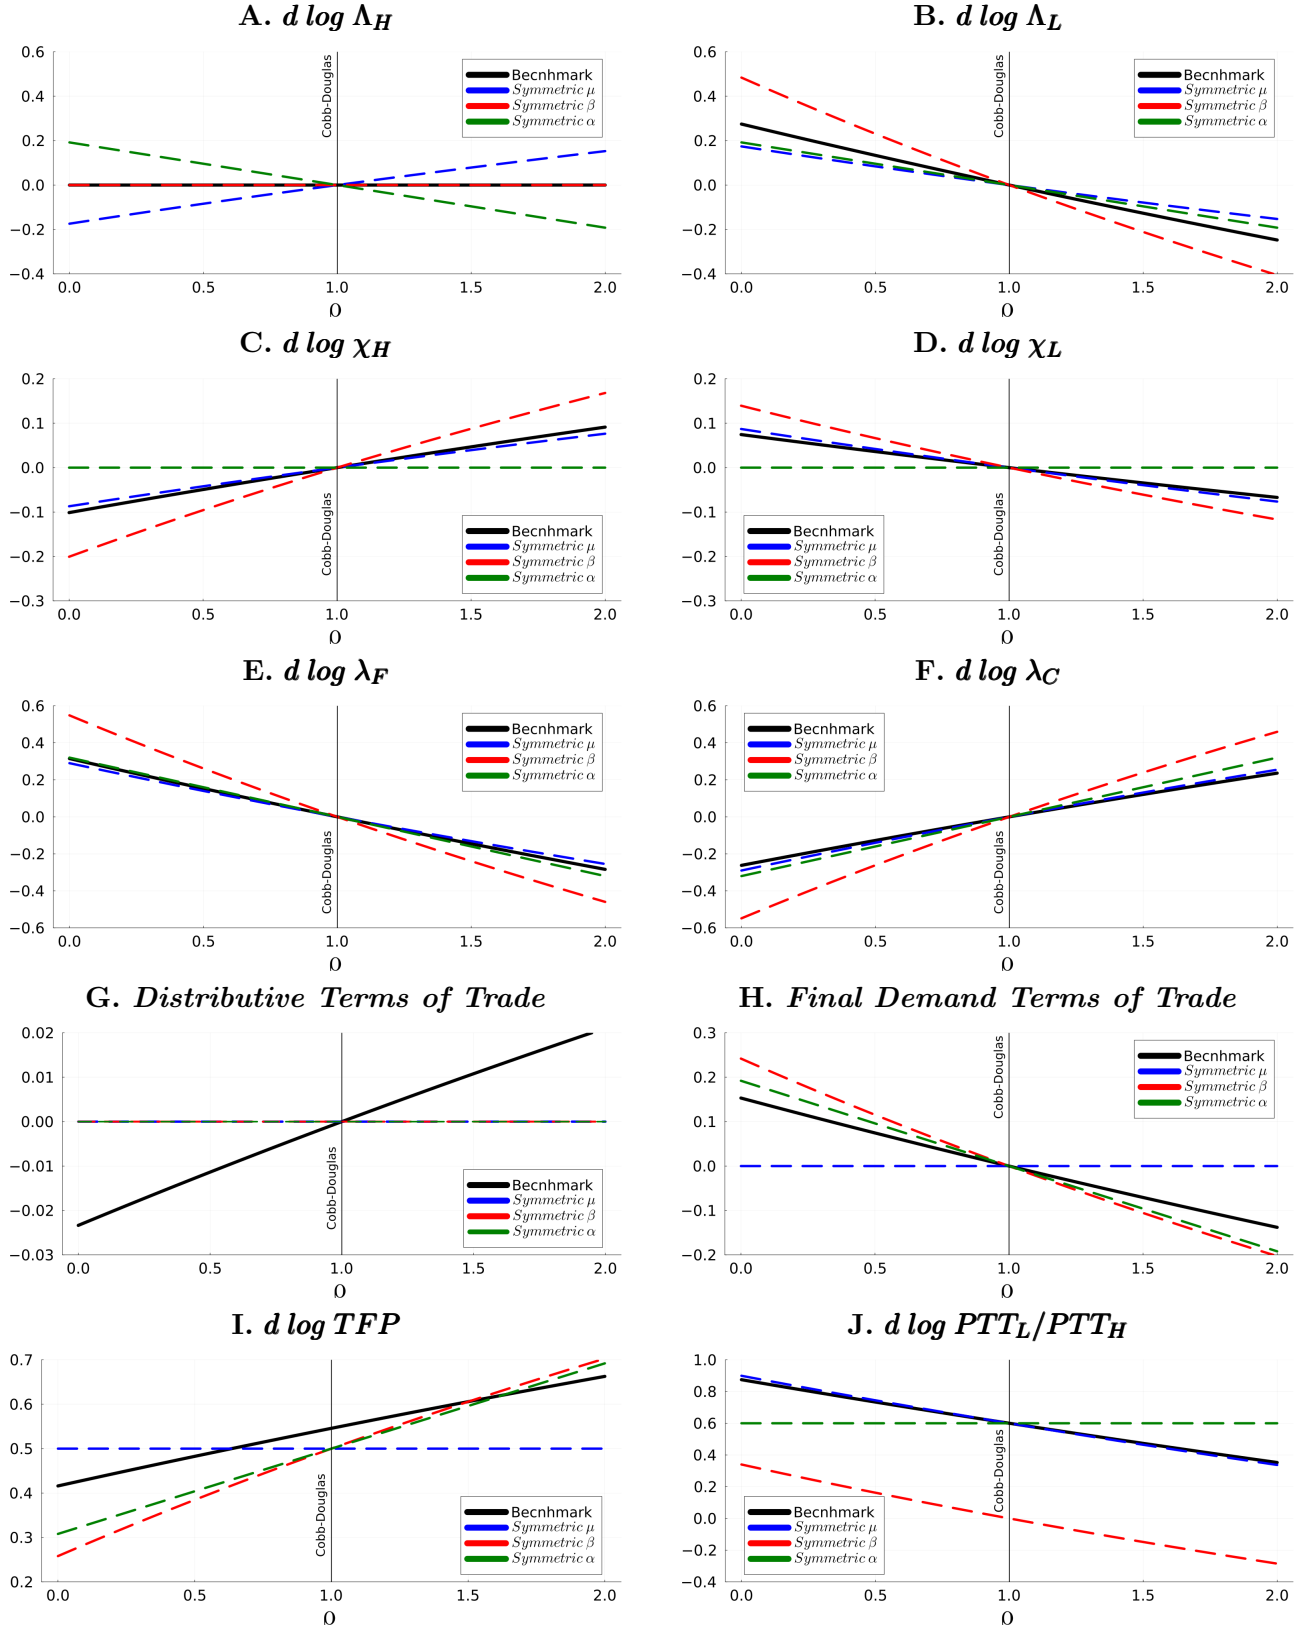 A. d log Λ_H
0.6
0.4
0.2
0.0
−0.2
−0.4
Cobb-Douglas
Becnhmark
Symmetric μ
Symmetric β
Symmetric α
0.0 0.5 1.0 1.5 2.0
ρ
B. d log Λ_L
0.6
0.4
0.2
0.0
−0.2
−0.4
Cobb-Douglas
Becnhmark
Symmetric μ
Symmetric β
Symmetric α
0.0 0.5 1.0 1.5 2.0
ρ
C. d log χ_H
0.2
0.1
0.0
−0.1
−0.2
−0.3
Cobb-Douglas
Becnhmark
Symmetric μ
Symmetric β
Symmetric α
0.0 0.5 1.0 1.5 2.0
ρ
D. d log χ_L
0.2
0.1
0.0
−0.1
−0.2
−0.3
Becnhmark
Symmetric μ
Symmetric β
Symmetric α
Cobb-Douglas
0.0 0.5 1.0 1.5 2.0
ρ
E. d log λ_F
0.6
0.4
0.2
0.0
−0.2
−0.4
−0.6
Becnhmark
Symmetric μ
Symmetric β
Symmetric α
Cobb-Douglas
0.0 0.5 1.0 1.5 2.0
ρ
F. d log λ_C
0.6
0.4
0.2
0.0
−0.2
−0.4
−0.6
Becnhmark
Symmetric μ
Symmetric β
Symmetric α
Cobb-Douglas
0.0 0.5 1.0 1.5 2.0
ρ
G. Distributive Terms of Trade
0.02
0.01
0.00
−0.01
−0.02
−0.03
Cobb-Douglas
Becnhmark
Symmetric μ
Symmetric β
Symmetric α
0.0 0.5 1.0 1.5 2.0
ρ
H. Final Demand Terms of Trade
0.3
0.2
0.1
0.0
−0.1
−0.2
Cobb-Douglas
Becnhmark
Symmetric μ
Symmetric β
Symmetric α
0.0 0.5 1.0 1.5 2.0
ρ
I. d log TFP
0.7
0.6
0.5
0.4
0.3
0.2
Cobb-Douglas
Becnhmark
Symmetric μ
Symmetric β
Symmetric α
0.0 0.5 1.0 1.5 2.0
ρ
J. d log PTT_L/PTT_H
1.0
0.8
0.6
0.4
0.2
0.0
−0.2
−0.4
Cobb-Douglas
Becnhmark
Symmetric μ
Symmetric β
Symmetric α
0.0 0.5 1.0 1.5 2.0
ρ